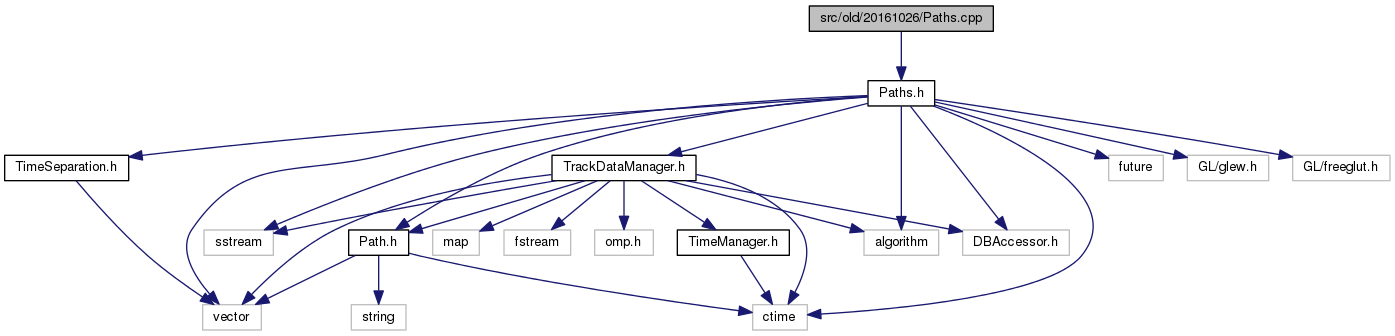 src/old/20161026/Paths.cpp
Paths.h
TimeSeparation.h
TrackDataManager.h
future
GL/glew.h
GL/freeglut.h
sstream
Path.h
map
fstream
omp.h
TimeManager.h
algorithm
DBAccessor.h
vector
string
ctime